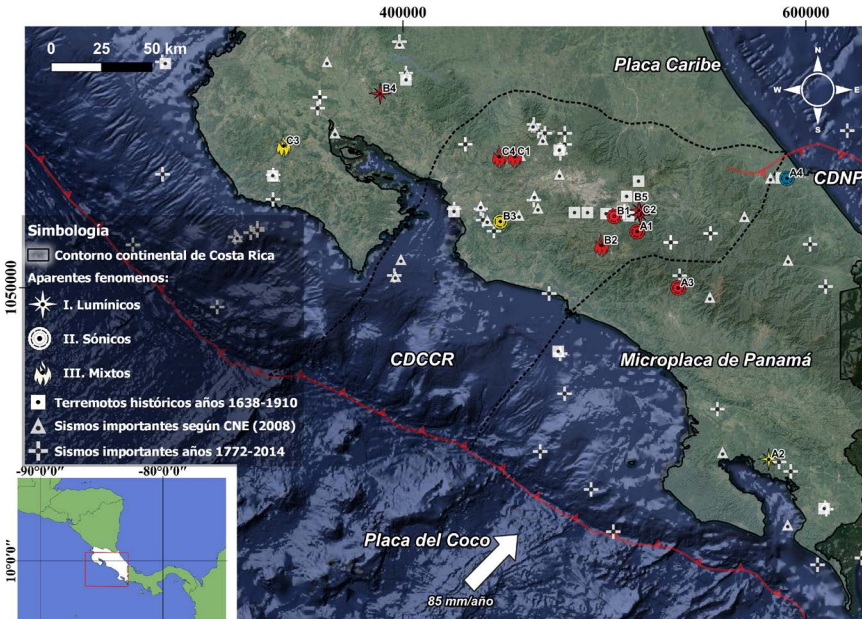 400000
600000
0 25 50 km
Placa Caribe
N
W E
S
B4
C3
C4 C1
A4
CDNP
B5
B3
B1 C2
A1
B2
A3
1050000
Simbología
Contorno continental de Costa Rica
Aparentes fenomenos:
I. Lumínicos
II. Sónicos
III. Mixtos
Terremotos históricos años 1638-1910
Sismos importantes según CNE (2008)
Sismos importantes años 1772-2014
CDCCR
Microplaca de Panamá
A2
-90°0'0" -80°0'0"
10°0'0"
Placa del Coco
85 mm/año